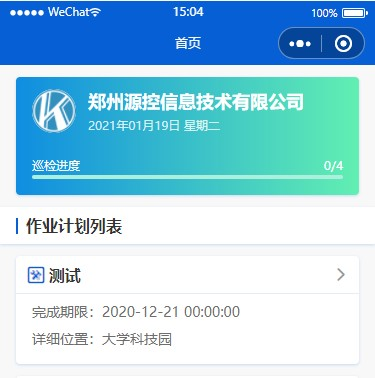 WeChat
15:04
100%
首页
郑州源控信息技术有限公司
2021年01月19日 星期二
巡检进度
0/4
作业计划列表
测试
完成期限：2020-12-21 00:00:00
详细位置：大学科技园